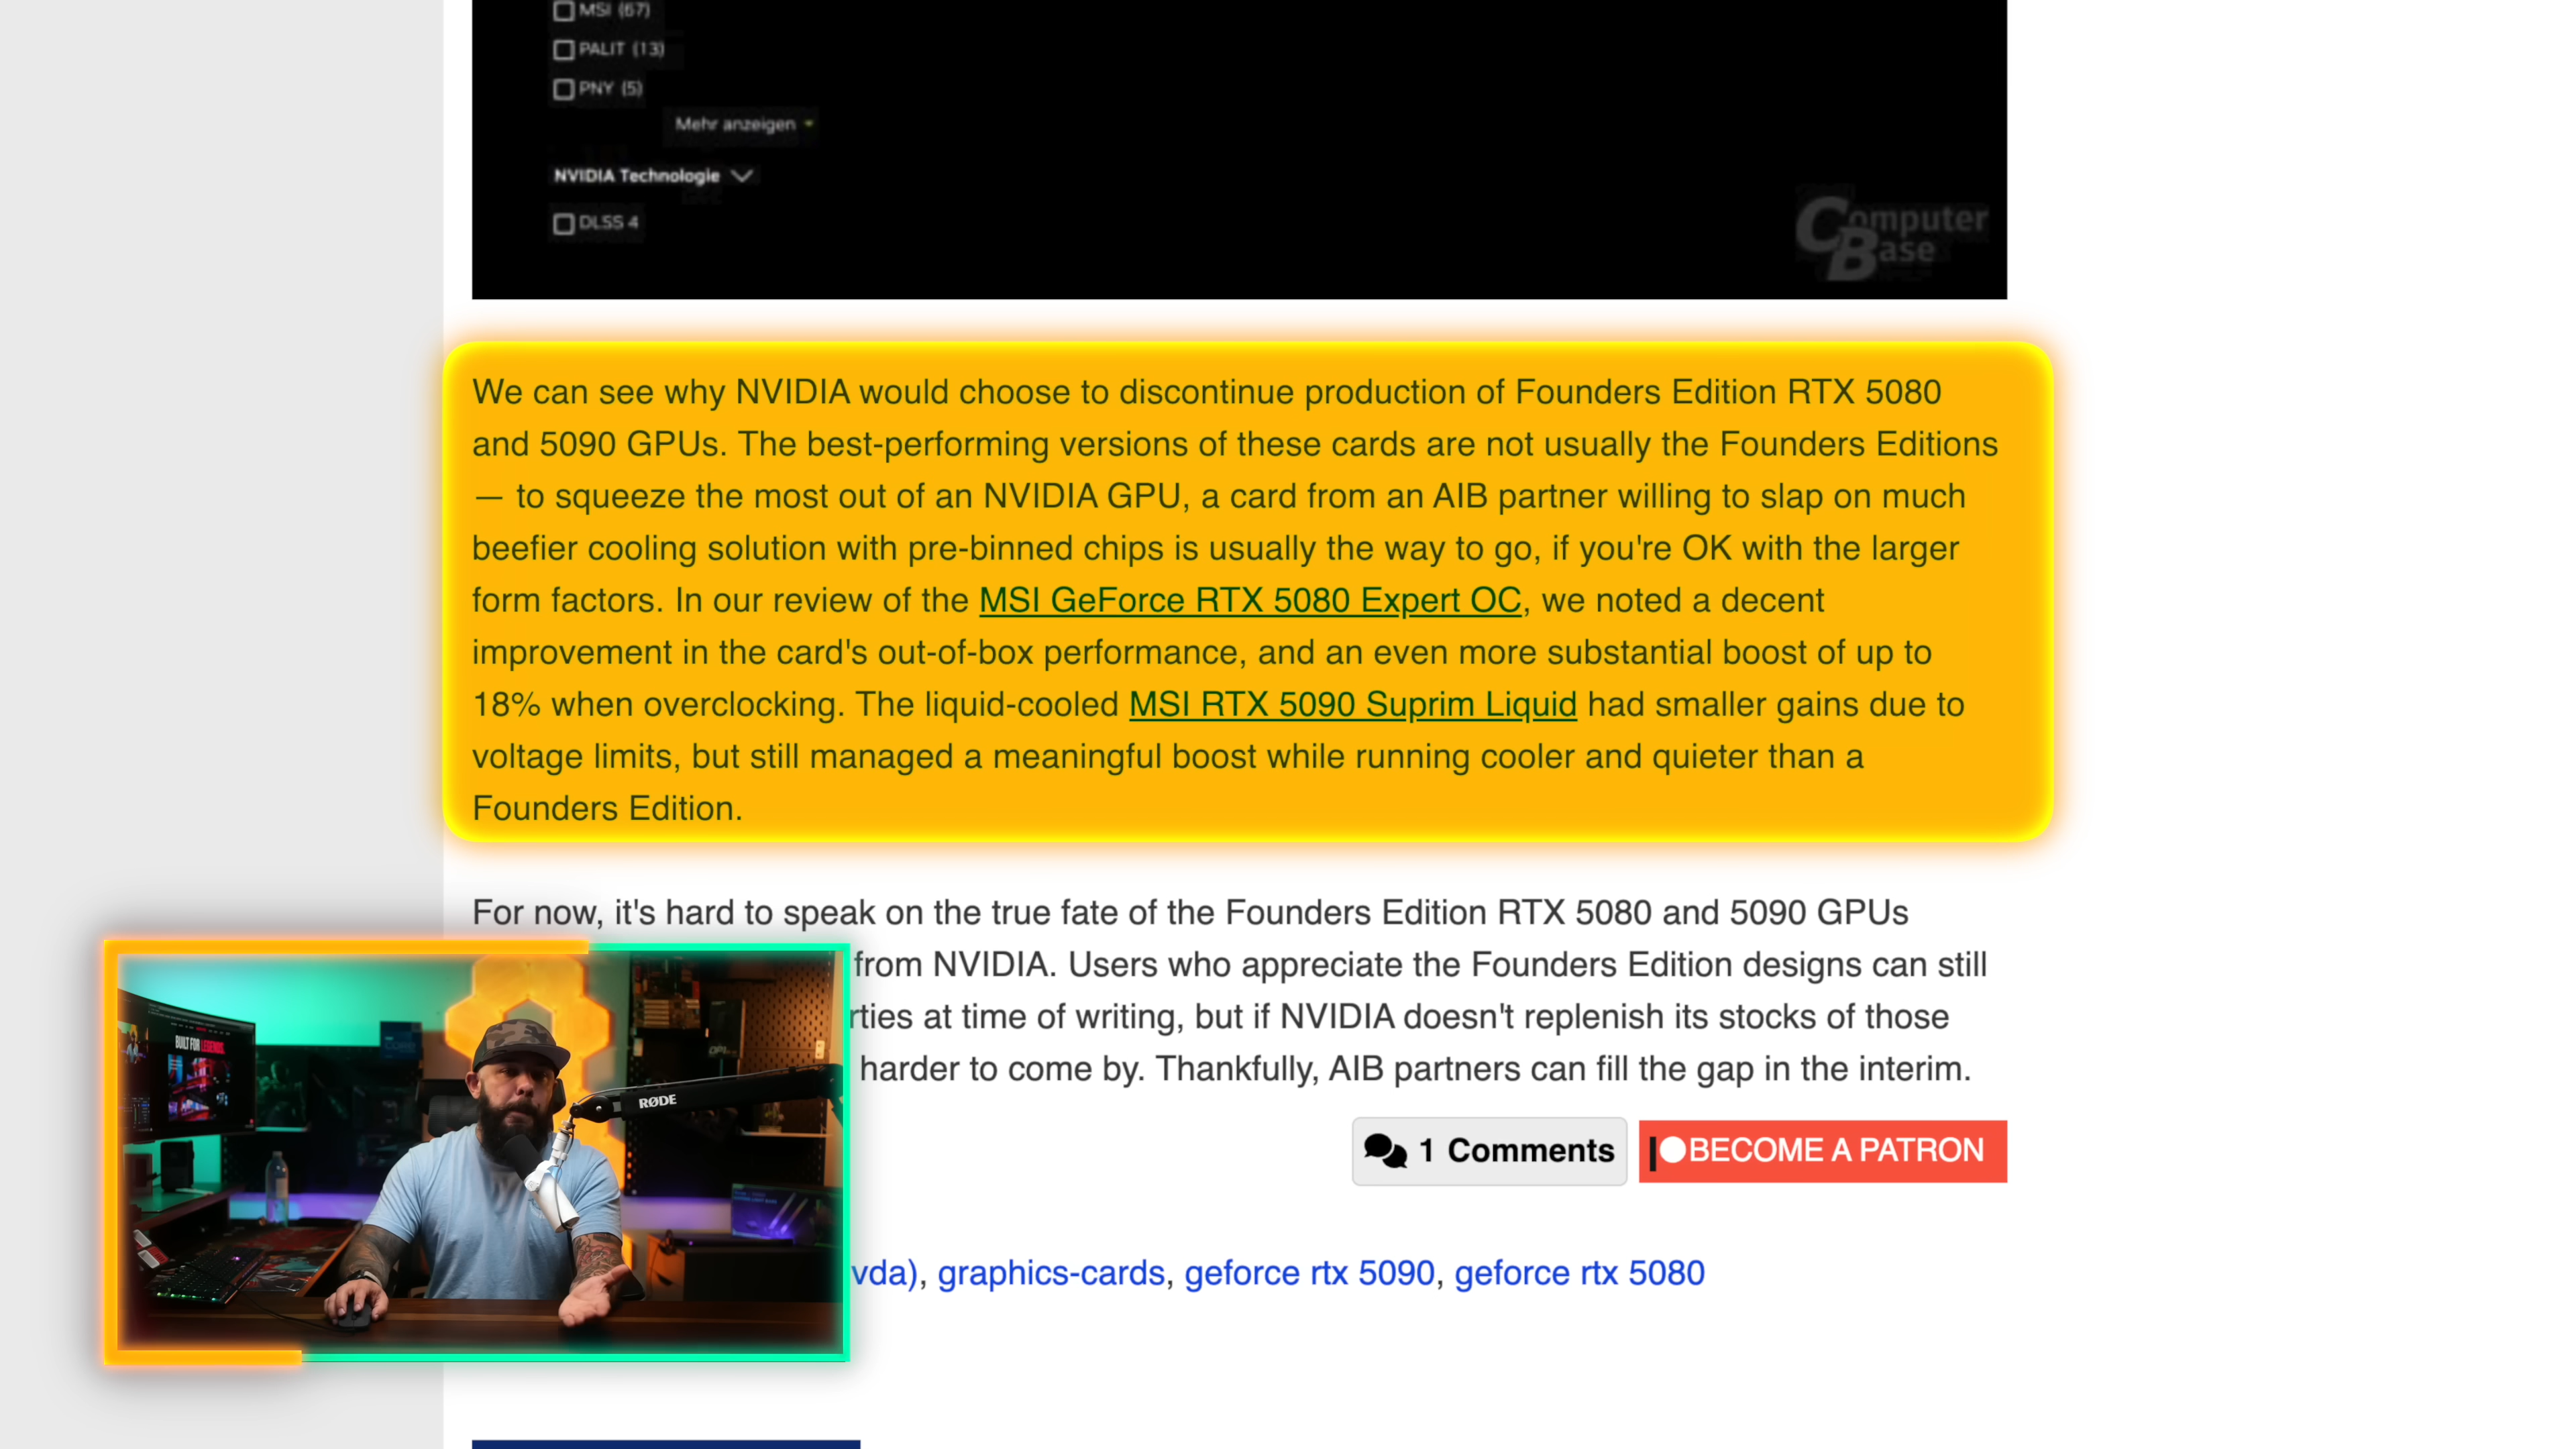 MSI (67)
PALIT (13)
PNY (5)
Mehr anzeigen
NVIDIA Technologie
DLSS 4
Computer
Base
We can see why NVIDIA would choose to discontinue production of Founders Edition RTX 5080
and 5090 GPUs. The best-performing versions of these cards are not usually the Founders Editions
— to squeeze the most out of an NVIDIA GPU, a card from an AIB partner willing to slap on much
beefier cooling solution with pre-binned chips is usually the way to go, if you're OK with the larger
form factors. In our review of the MSI GeForce RTX 5080 Expert OC, we noted a decent
improvement in the card's out-of-box performance, and an even more substantial boost of up to
18% when overclocking. The liquid-cooled MSI RTX 5090 Suprim Liquid had smaller gains due to
voltage limits, but still managed a meaningful boost while running cooler and quieter than a
Founders Edition.
For now, it's hard to speak on the true fate of the Founders Edition RTX 5080 and 5090 GPUs
from NVIDIA. Users who appreciate the Founders Edition designs can still
rties at time of writing, but if NVIDIA doesn't replenish its stocks of those
harder to come by. Thankfully, AIB partners can fill the gap in the interim.
BUILT FOR LEGENDS.
RØDE
1 Comments
BECOME A PATRON
vda), graphics-cards, geforce rtx 5090, geforce rtx 5080